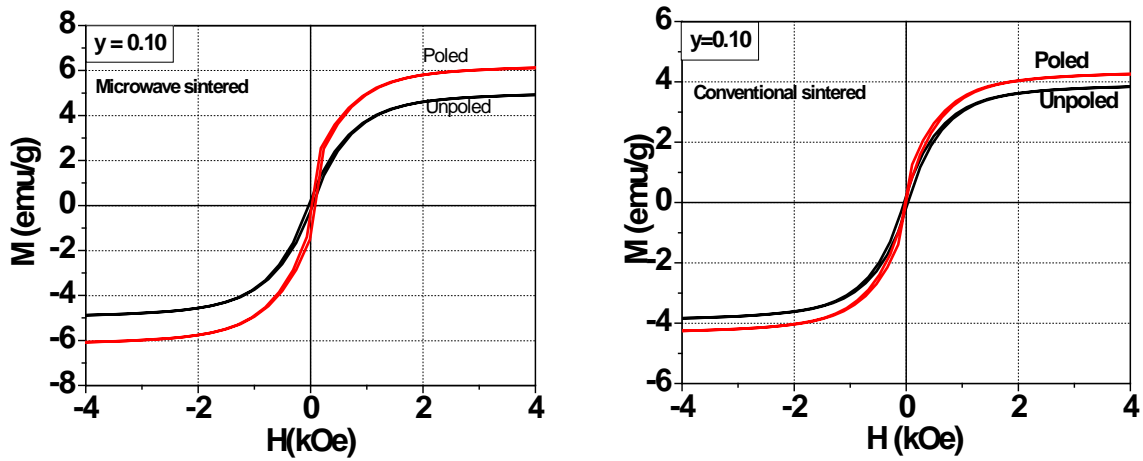 8
6
4
2
0
-2
-4
-6
-8
M (emu/g)
y = 0.10
Microwave sintered
Poled
Unpoled
-4
-2
0
2
4
H(kOe)
6
4
2
0
-2
-4
-6
M (emu/g)
y=0.10
Conventional sintered
Poled
Unpoled
-4
-2
0
2
4
H (kOe)